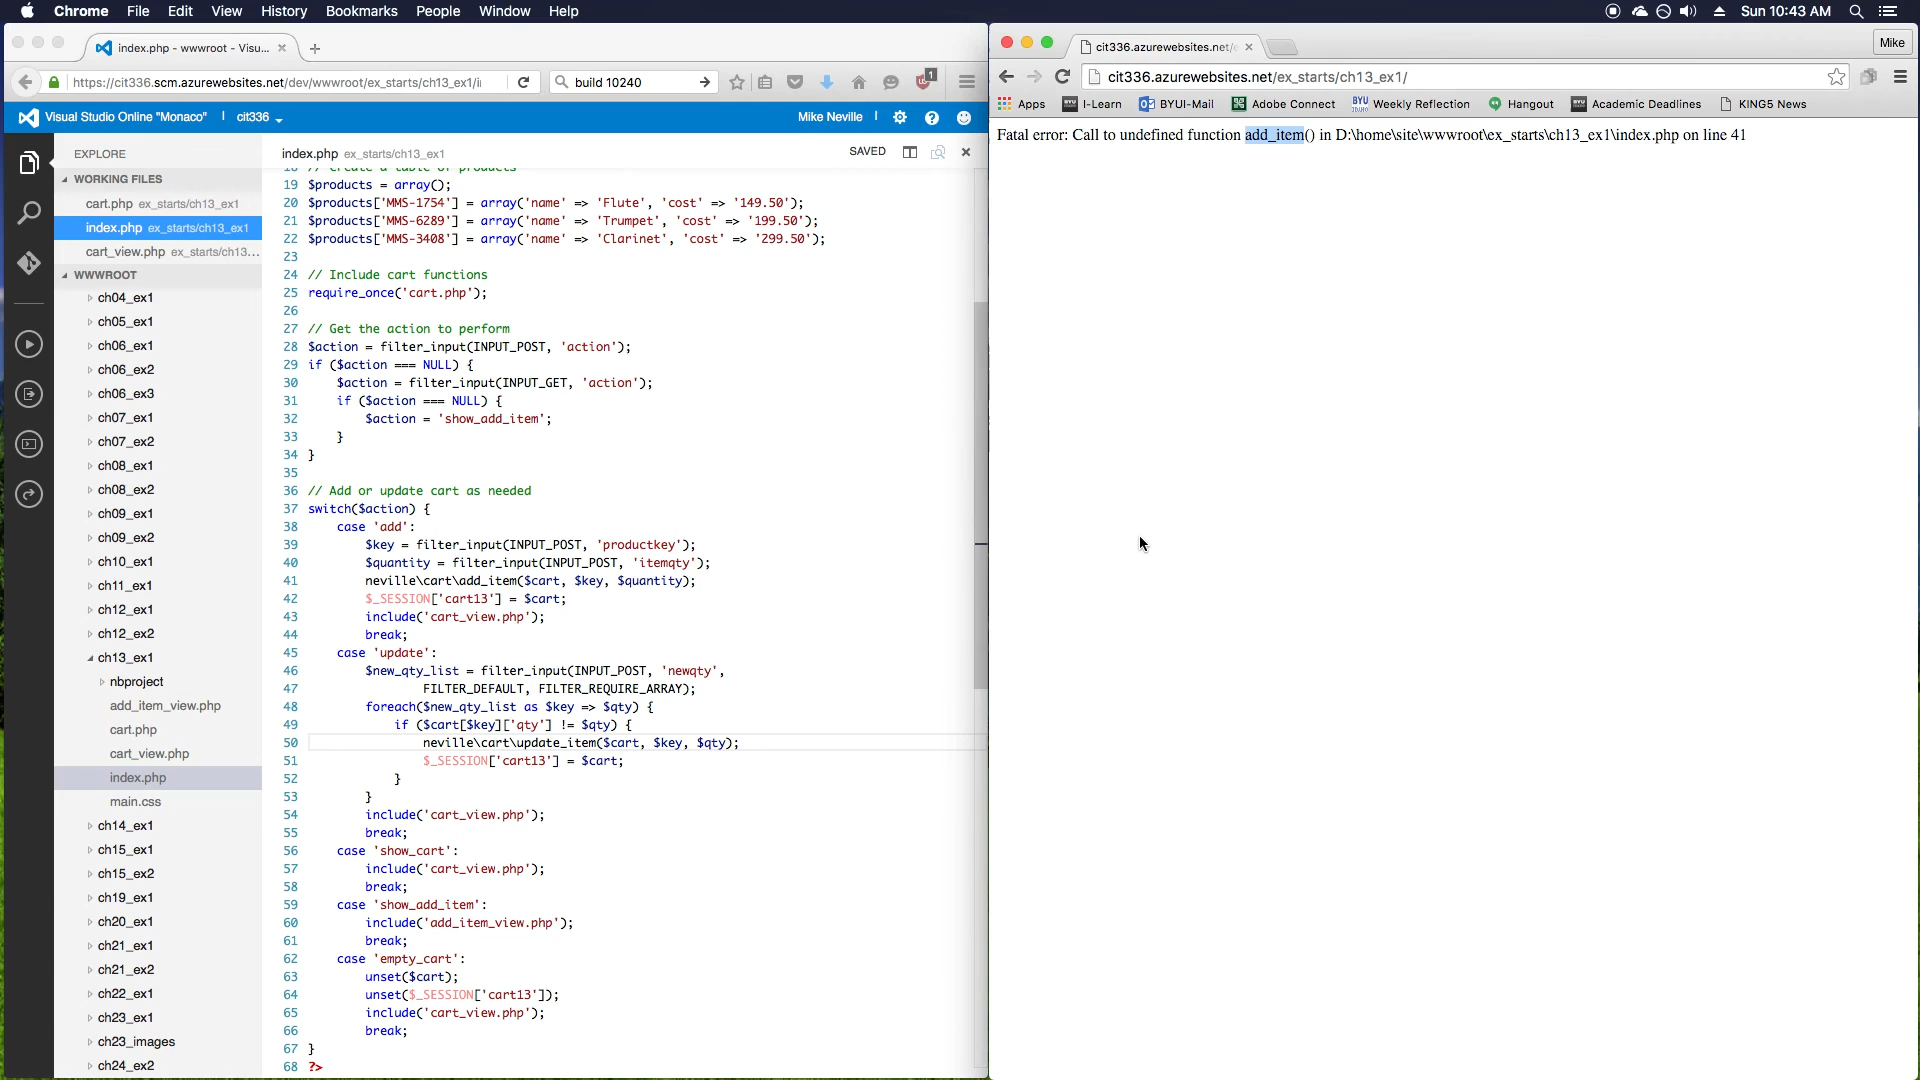 Chrome File Edit View History Bookmarks People Window Help
Sun 10:43 AM
index.php - wwwroot - Visu...
https://cit336.scm.azurewebsites.net/dev/wwwroot/ex_starts/ch13_ex1/i
build 10240
1
Visual Studio Online "Monaco" | cit336
Mike Neville
EXPLORE
WORKING FILES
cart.php ex_starts/ch13_ex1
index.php ex_starts/ch13_ex1
cart_view.php ex_starts/ch13...
WWWROOT
ch04_ex1
ch05_ex1
ch06_ex1
ch06_ex2
ch06_ex3
ch07_ex1
ch07_ex2
ch08_ex1
ch08_ex2
ch09_ex1
ch09_ex2
ch10_ex1
ch11_ex1
ch12_ex1
ch12_ex2
ch13_ex1
nbproject
add_item_view.php
cart.php
cart_view.php
index.php
main.css
ch14_ex1
ch15_ex1
ch15_ex2
ch19_ex1
ch20_ex1
ch21_ex1
ch21_ex2
ch22_ex1
ch23_ex1
ch23_images
ch24_ex2
index.php ex_starts/ch13_ex1
SAVED
18 // Create a table of products
19 $products = array();
20 $products['MMS-1754'] = array('name' => 'Flute', 'cost' => '149.50');
21 $products['MMS-6289'] = array('name' => 'Trumpet', 'cost' => '199.50');
22 $products['MMS-3408'] = array('name' => 'Clarinet', 'cost' => '299.50');
23
24 // Include cart functions
25 require_once('cart.php');
26
27 // Get the action to perform
28 $action = filter_input(INPUT_POST, 'action');
29 if ($action === NULL) {
30 $action = filter_input(INPUT_GET, 'action');
31 if ($action === NULL) {
32 $action = 'show_add_item';
33 }
34 }
35
36 // Add or update cart as needed
37 switch($action) {
38 case 'add':
39 $key = filter_input(INPUT_POST, 'productkey');
40 $quantity = filter_input(INPUT_POST, 'itemqty');
41 neville\cart\add_item($cart, $key, $quantity);
42 $_SESSION['cart13'] = $cart;
43 include('cart_view.php');
44 break;
45 case 'update':
46 $new_qty_list = filter_input(INPUT_POST, 'newqty',
47 FILTER_DEFAULT, FILTER_REQUIRE_ARRAY);
48 foreach($new_qty_list as $key => $qty) {
49 if ($cart[$key]['qty'] != $qty) {
50 neville\cart\update_item($cart, $key, $qty);
51 $_SESSION['cart13'] = $cart;
52 }
53 }
54 include('cart_view.php');
55 break;
56 case 'show_cart':
57 include('cart_view.php');
58 break;
59 case 'show_add_item':
60 include('add_item_view.php');
61 break;
62 case 'empty_cart':
63 unset($cart);
64 unset($_SESSION['cart13']);
65 include('cart_view.php');
66 break;
67 }
68 ?>
cit336.azurewebsites.net/
Mike
cit336.azurewebsites.net/ex_starts/ch13_ex1/
Apps I-Learn BYUI-Mail Adobe Connect Weekly Reflection Hangout Academic Deadlines KING5 News
Fatal error: Call to undefined function add_item() in D:\home\site\wwwroot\ex_starts\ch13_ex1\index.php on line 41